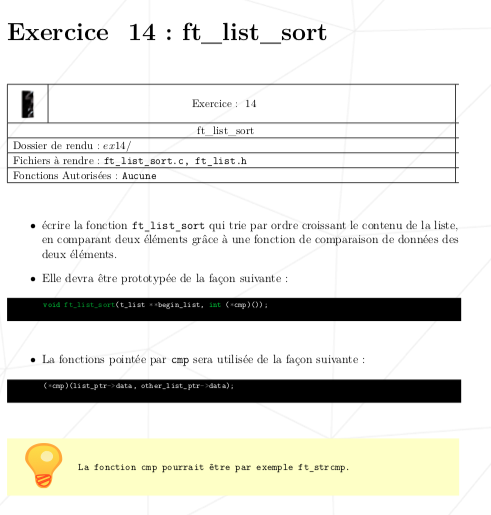 Exercice 14 : ft_list_sort
Exercice : 14
ft_list_sort
Dossier de rendu : ex14/
Fichiers à rendre : ft_list_sort.c, ft_list.h
Fonctions Autorisées : Aucune
• écrire la fonction ft_list_sort qui trie par ordre croissant le contenu de la liste,
en comparant deux éléments grâce à une fonction de comparaison de données des
deux éléments.
• Elle devra être prototypée de la façon suivante :
void ft_list_sort(t_list **begin_list, int (*cmp)());
• La fonctions pointée par cmp sera utilisée de la façon suivante :
(*cmp)(list_ptr->data, other_list_ptr->data);
La fonction cmp pourrait être par exemple ft_strcmp.